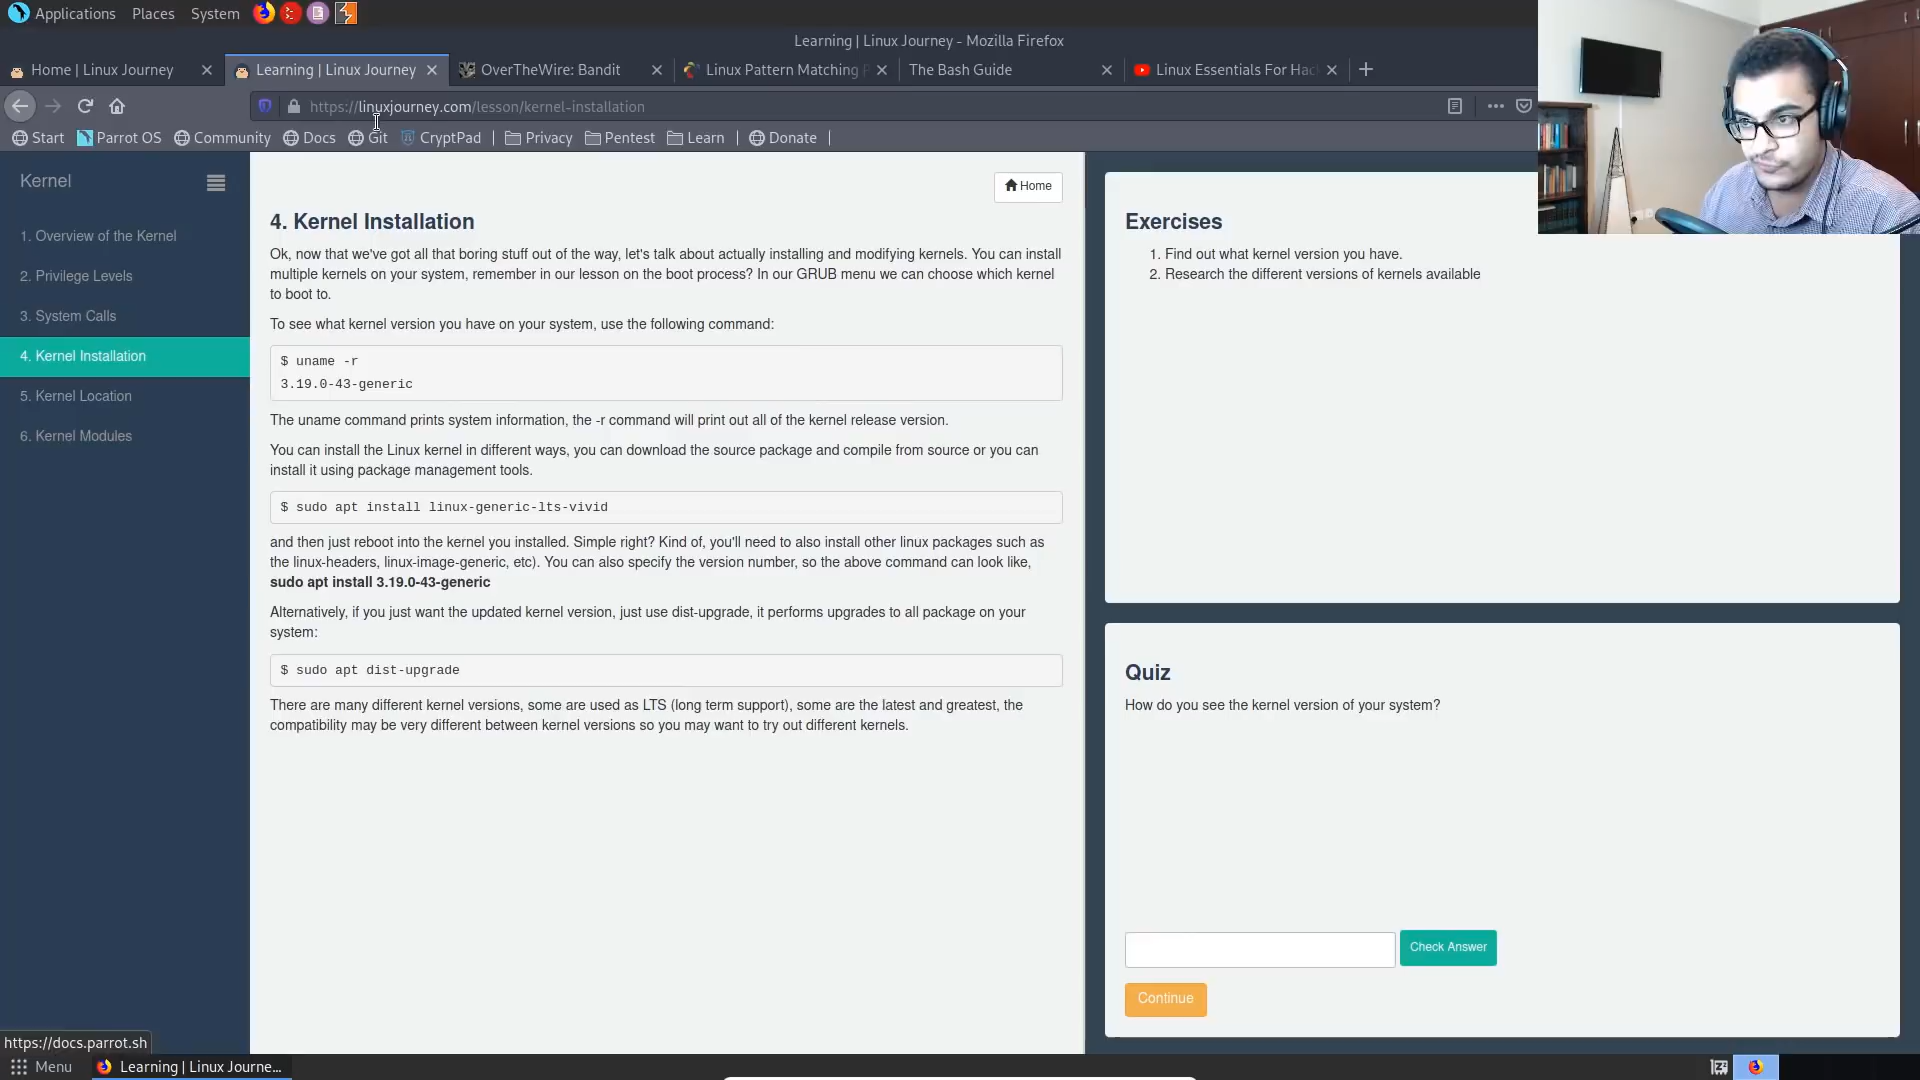 Applications Places System
Learning | Linux Journey - Mozilla Firefox
Home | Linux Journey
Learning | Linux Journey
OverTheWire: Bandit
Linux Pattern Matching
The Bash Guide
Linux Essentials For Hac
https://linuxjourney.com/lesson/kernel-installation
Start Parrot OS Community Docs Git CryptPad Privacy Pentest Learn Donate
Kernel
1. Overview of the Kernel
2. Privilege Levels
3. System Calls
4. Kernel Installation
5. Kernel Location
6. Kernel Modules
Home
4. Kernel Installation
Ok, now that we've got all that boring stuff out of the way, let's talk about actually installing and modifying kernels. You can install
multiple kernels on your system, remember in our lesson on the boot process? In our GRUB menu we can choose which kernel
to boot to.
To see what kernel version you have on your system, use the following command:
$ uname -r
3.19.0-43-generic
The uname command prints system information, the -r command will print out all of the kernel release version.
You can install the Linux kernel in different ways, you can download the source package and compile from source or you can
install it using package management tools.
$ sudo apt install linux-generic-lts-vivid
and then just reboot into the kernel you installed. Simple right? Kind of, you'll need to also install other linux packages such as
the linux-headers, linux-image-generic, etc). You can also specify the version number, so the above command can look like,
sudo apt install 3.19.0-43-generic
Alternatively, if you just want the updated kernel version, just use dist-upgrade, it performs upgrades to all package on your
system:
$ sudo apt dist-upgrade
There are many different kernel versions, some are used as LTS (long term support), some are the latest and greatest, the
compatibility may be very different between kernel versions so you may want to try out different kernels.
Exercises
1. Find out what kernel version you have.
2. Research the different versions of kernels available
Quiz
How do you see the kernel version of your system?
Check Answer
Continue
https://docs.parrot.sh
Menu
Learning | Linux Journe...